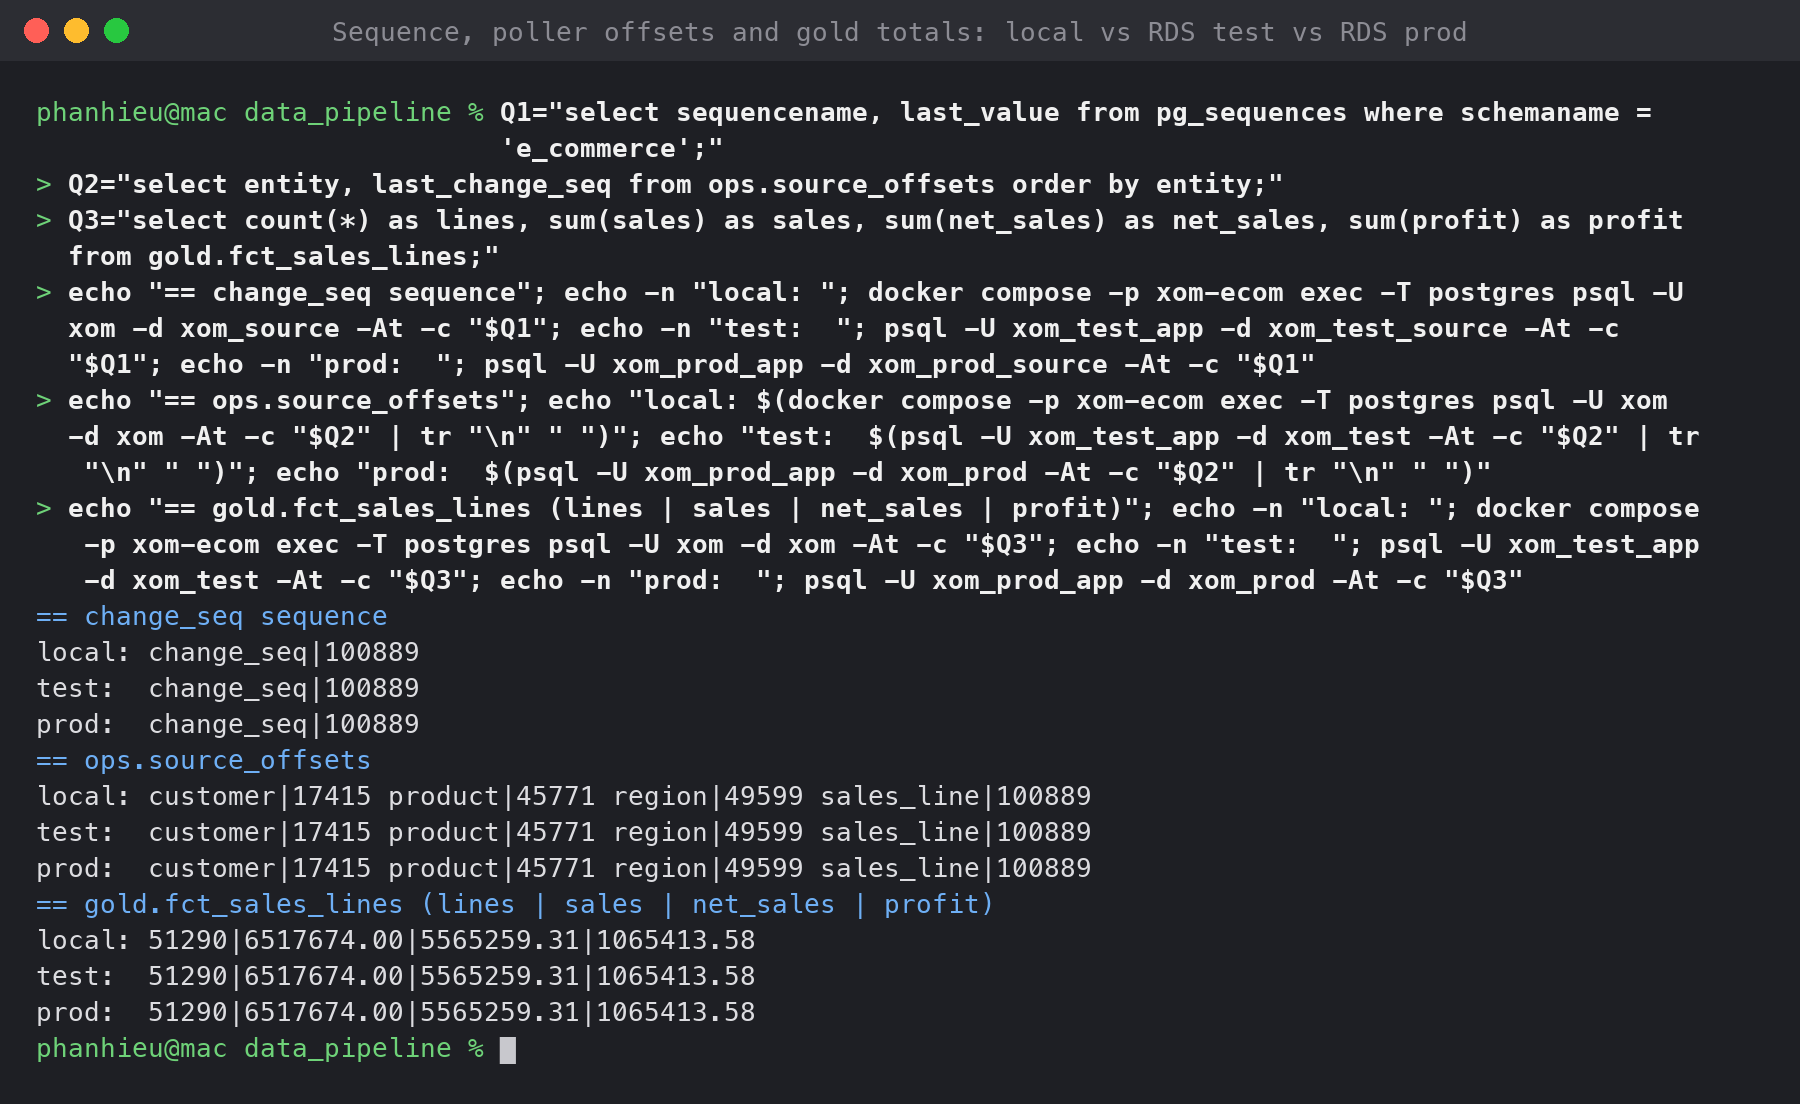 Sequence, poller offsets and gold totals: local vs RDS test vs RDS prod
phanhieu@mac data_pipeline % Q1="select sequencename, last_value from pg_sequences where schemaname =
'e_commerce';"
> Q2="select entity, last_change_seq from ops.source_offsets order by entity;"
> Q3="select count(*) as lines, sum(sales) as sales, sum(net_sales) as net_sales, sum(profit) as profit
from gold.fct_sales_lines;"
> echo "== change_seq sequence"; echo -n "local: "; docker compose -p xom-ecom exec -T postgres psql -U
xom -d xom_source -At -c "$Q1"; echo -n "test:  "; psql -U xom_test_app -d xom_test_source -At -c
"$Q1"; echo -n "prod:  "; psql -U xom_prod_app -d xom_prod_source -At -c "$Q1"
> echo "== ops.source_offsets"; echo "local: $(docker compose -p xom-ecom exec -T postgres psql -U xom
-d xom -At -c "$Q2" | tr "\n" " ")"; echo "test:  $(psql -U xom_test_app -d xom_test -At -c "$Q2" | tr
"\n" " ")"; echo "prod:  $(psql -U xom_prod_app -d xom_prod -At -c "$Q2" | tr "\n" " ")"
> echo "== gold.fct_sales_lines (lines | sales | net_sales | profit)"; echo -n "local: "; docker compose
-p xom-ecom exec -T postgres psql -U xom -d xom -At -c "$Q3"; echo -n "test:  "; psql -U xom_test_app
-d xom_test -At -c "$Q3"; echo -n "prod:  "; psql -U xom_prod_app -d xom_prod -At -c "$Q3"
== change_seq sequence
local: change_seq|100889
test:  change_seq|100889
prod:  change_seq|100889
== ops.source_offsets
local: customer|17415 product|45771 region|49599 sales_line|100889
test:  customer|17415 product|45771 region|49599 sales_line|100889
prod:  customer|17415 product|45771 region|49599 sales_line|100889
== gold.fct_sales_lines (lines | sales | net_sales | profit)
local: 51290|6517674.00|5565259.31|1065413.58
test:  51290|6517674.00|5565259.31|1065413.58
prod:  51290|6517674.00|5565259.31|1065413.58
phanhieu@mac data_pipeline %